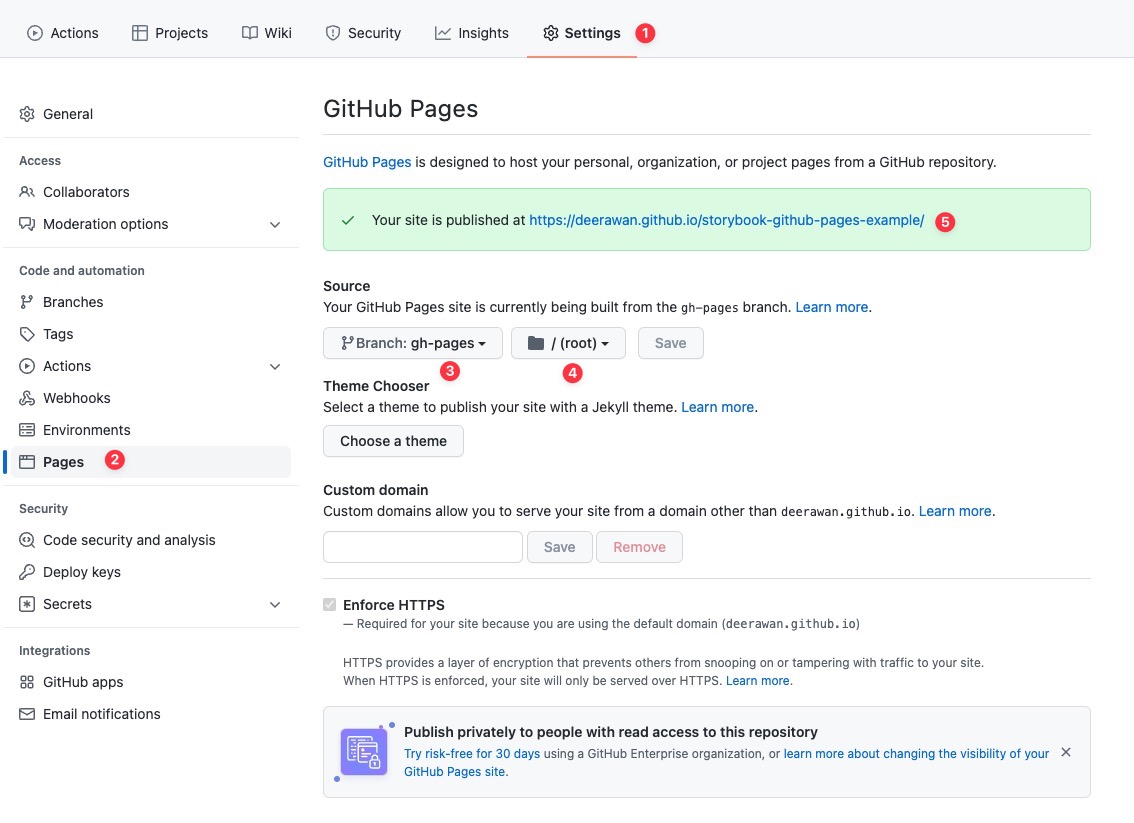 Actions Projects Wiki Security Insights Settings 1
General
Access
Collaborators
Moderation options
Code and automation
Branches
Tags
Actions
Webhooks
Environments
Pages 2
Security
Code security and analysis
Deploy keys
Secrets
Integrations
GitHub apps
Email notifications
GitHub Pages
GitHub Pages is designed to host your personal, organization, or project pages from a GitHub repository.
Your site is published at https://deerawan.github.io/storybook-github-pages-example/ 5
Source
Your GitHub Pages site is currently being built from the gh-pages branch. Learn more.
Branch: gh-pages / (root) Save
3 4
Theme Chooser
Select a theme to publish your site with a Jekyll theme. Learn more.
Choose a theme
Custom domain
Custom domains allow you to serve your site from a domain other than deerawan.github.io. Learn more.
Save Remove
Enforce HTTPS
— Required for your site because you are using the default domain (deerawan.github.io)
HTTPS provides a layer of encryption that prevents others from snooping on or tampering with traffic to your site.
When HTTPS is enforced, your site will only be served over HTTPS. Learn more.
Publish privately to people with read access to this repository
Try risk-free for 30 days using a GitHub Enterprise organization, or learn more about changing the visibility of your
GitHub Pages site.